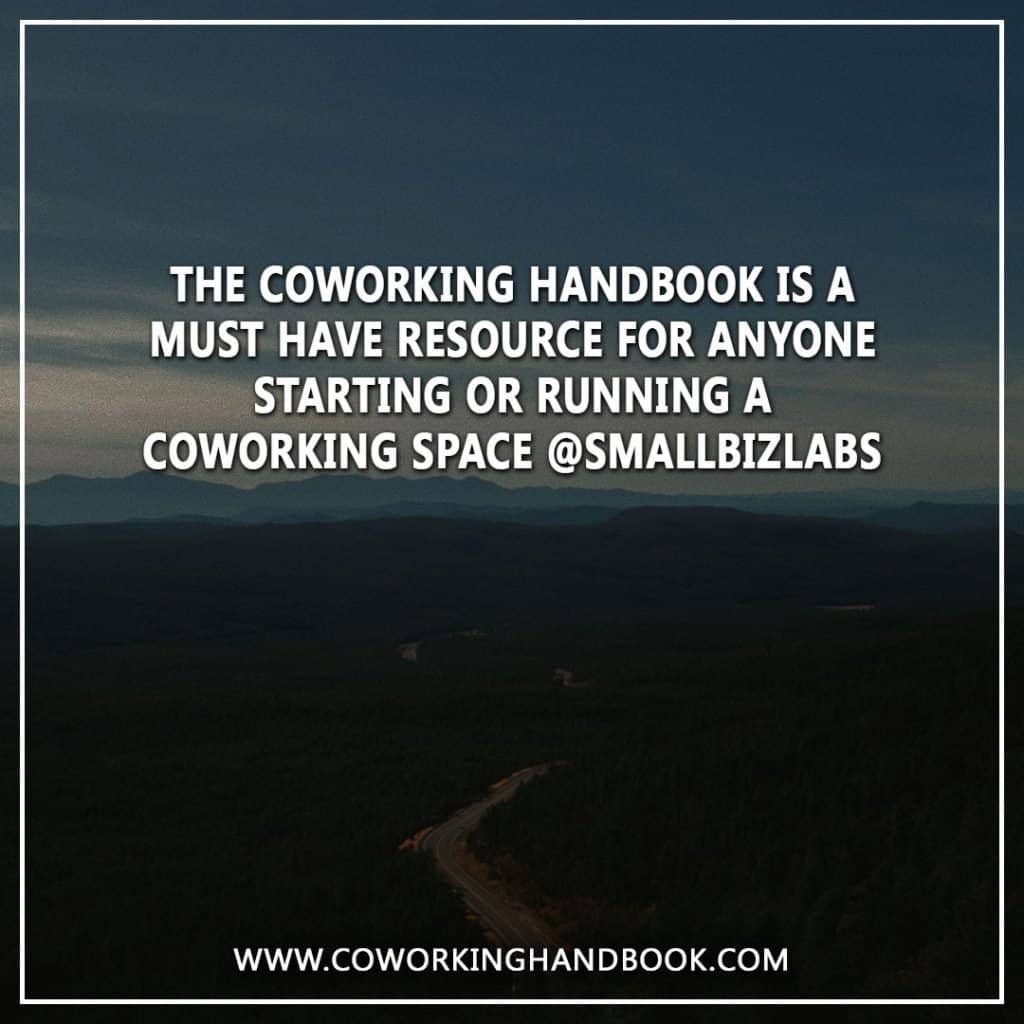 THE COWORKING HANDBOOK IS A
MUST HAVE RESOURCE FOR ANYONE
STARTING OR RUNNING A
COWORKING SPACE @SMALLBIZLABS
WWW.COWORKINGHANDBOOK.COM